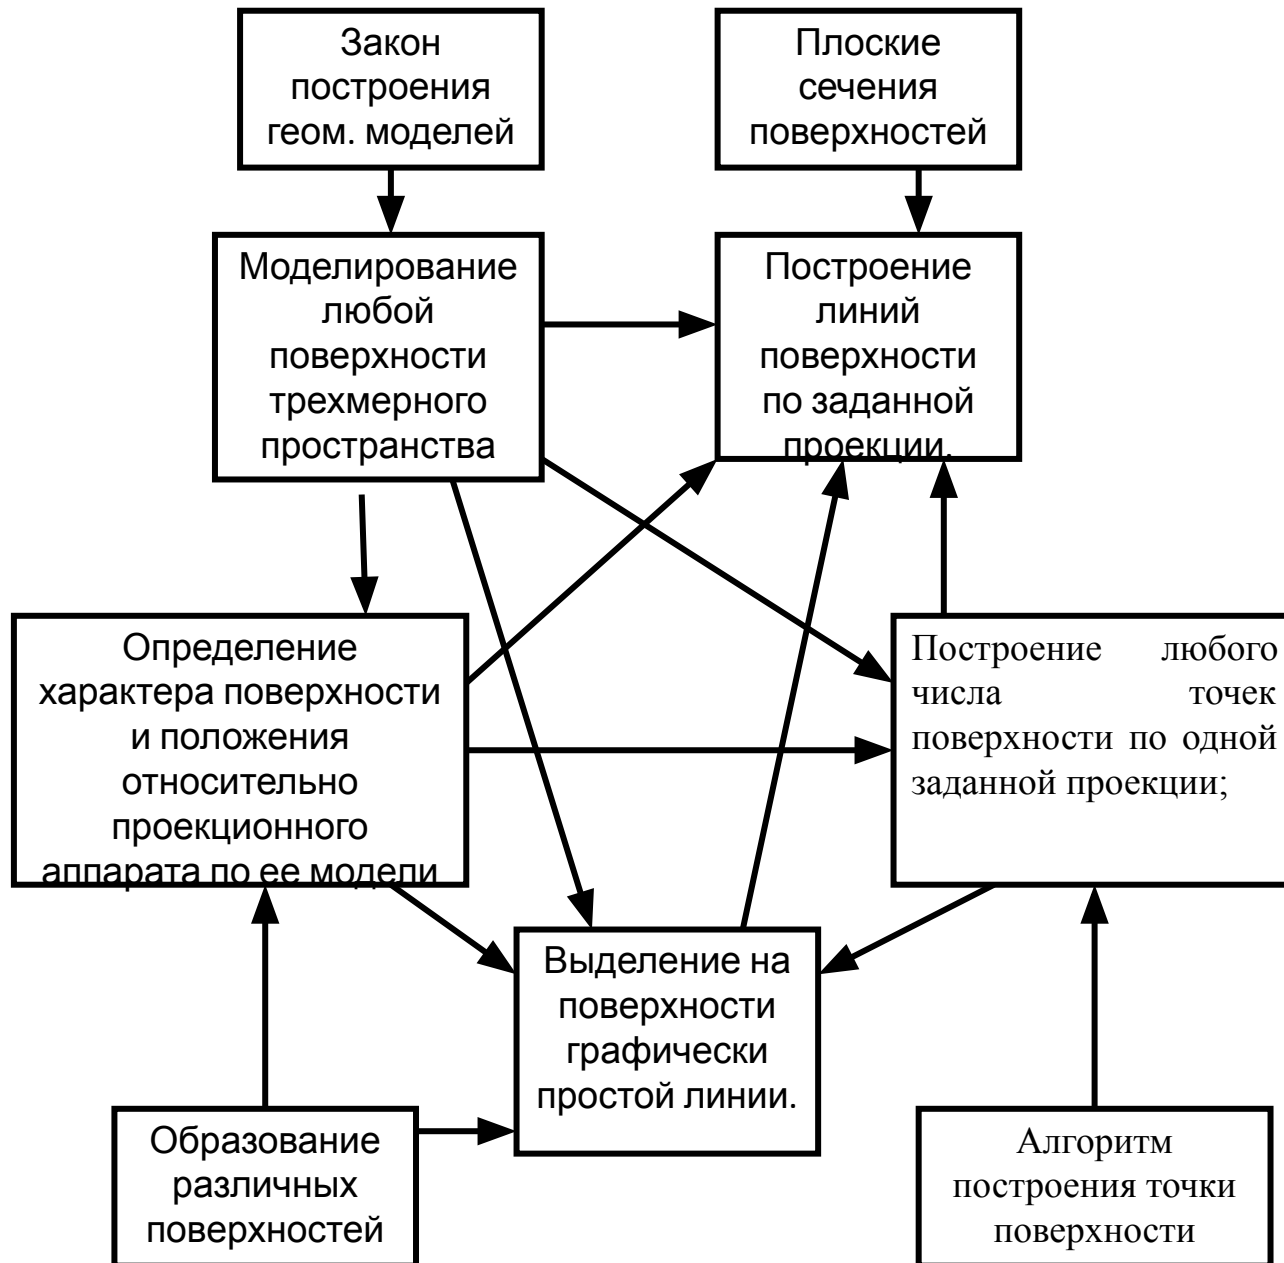 Закон
построения
геом. моделей
Плоские
сечения
поверхностей
Моделирование
любой
поверхности
трехмерного
пространства
Построение
линий
поверхности
по заданной
проекции.
Определение
характера поверхности
и положения
относительно
проекционного
аппарата по ее модели
Построение любого
числа точек
поверхности по одной
заданной проекции;
Выделение на
поверхности
графически
простой линии.
Образование
различных
поверхностей
Алгоритм
построения точки
поверхности